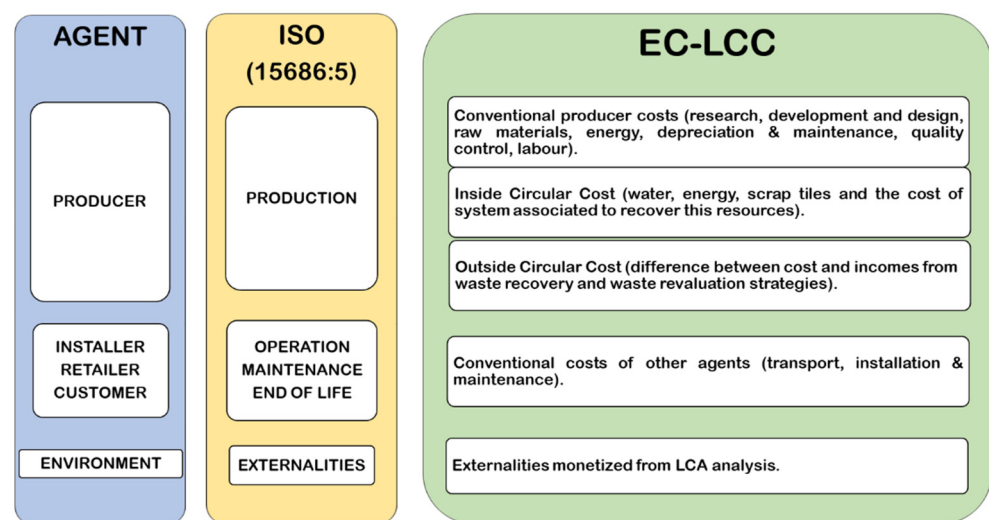 AGENT
PRODUCER
INSTALLER
RETAILER
CUSTOMER
ENVIRONMENT
ISO
(15686:5)
PRODUCTION
OPERATION
MAINTENANCE
END OF LIFE
EXTERNALITIES
EC-LCC
Conventional producer costs (research, development and design,
raw materials, energy, depreciation & maintenance, quality
control, labour).
Inside Circular Cost (water, energy, scrap tiles and the cost of
system associated to recover this resources).
Outside Circular Cost (difference between cost and incomes from
waste recovery and waste revaluation strategies).
Conventional costs of other agents (transport, installation &
maintenance).
Externalities monetized from LCA analysis.